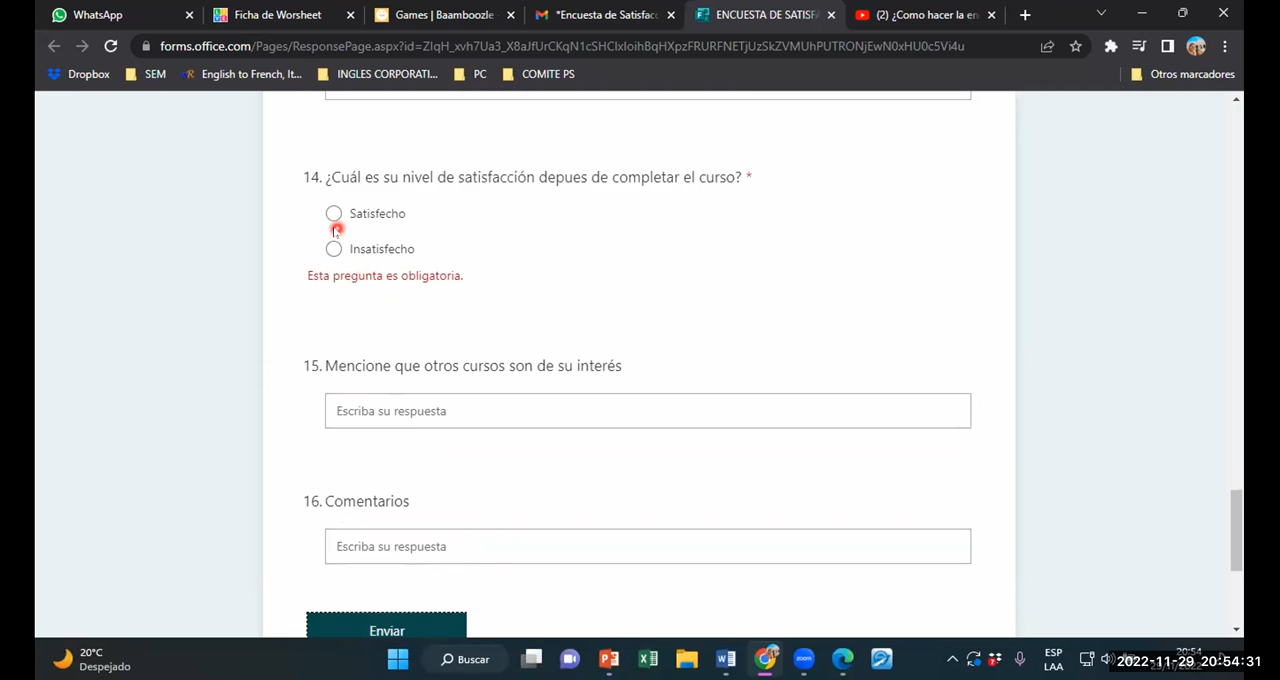 WhatsApp
Ficha de Worsheet
Games | Baamboozle
*Encuesta de Satisfac
ENCUESTA DE SATISF
(2) ¿Como hacer la en
forms.office.com/Pages/ResponsePage.aspx?id=ZIqH_xvh7Ua3_X8aJfUrCKqN1cSHCIxIoihBqHXpzFRURFNETjUzSkZVMUhPUTRONjEwN0xHU0c5Vi4u
Dropbox
SEM
English to French, It...
INGLES CORPORATI...
PC
COMITE PS
Otros marcadores
14. ¿Cuál es su nivel de satisfacción depues de completar el curso? *
Satisfecho
Insatisfecho
Esta pregunta es obligatoria.
15. Mencione que otros cursos son de su interés
Escriba su respuesta
16. Comentarios
Escriba su respuesta
Enviar
20°C
Despejado
Buscar
zoom
ESP
LAA
20:54
2022-11-29 20:54:31